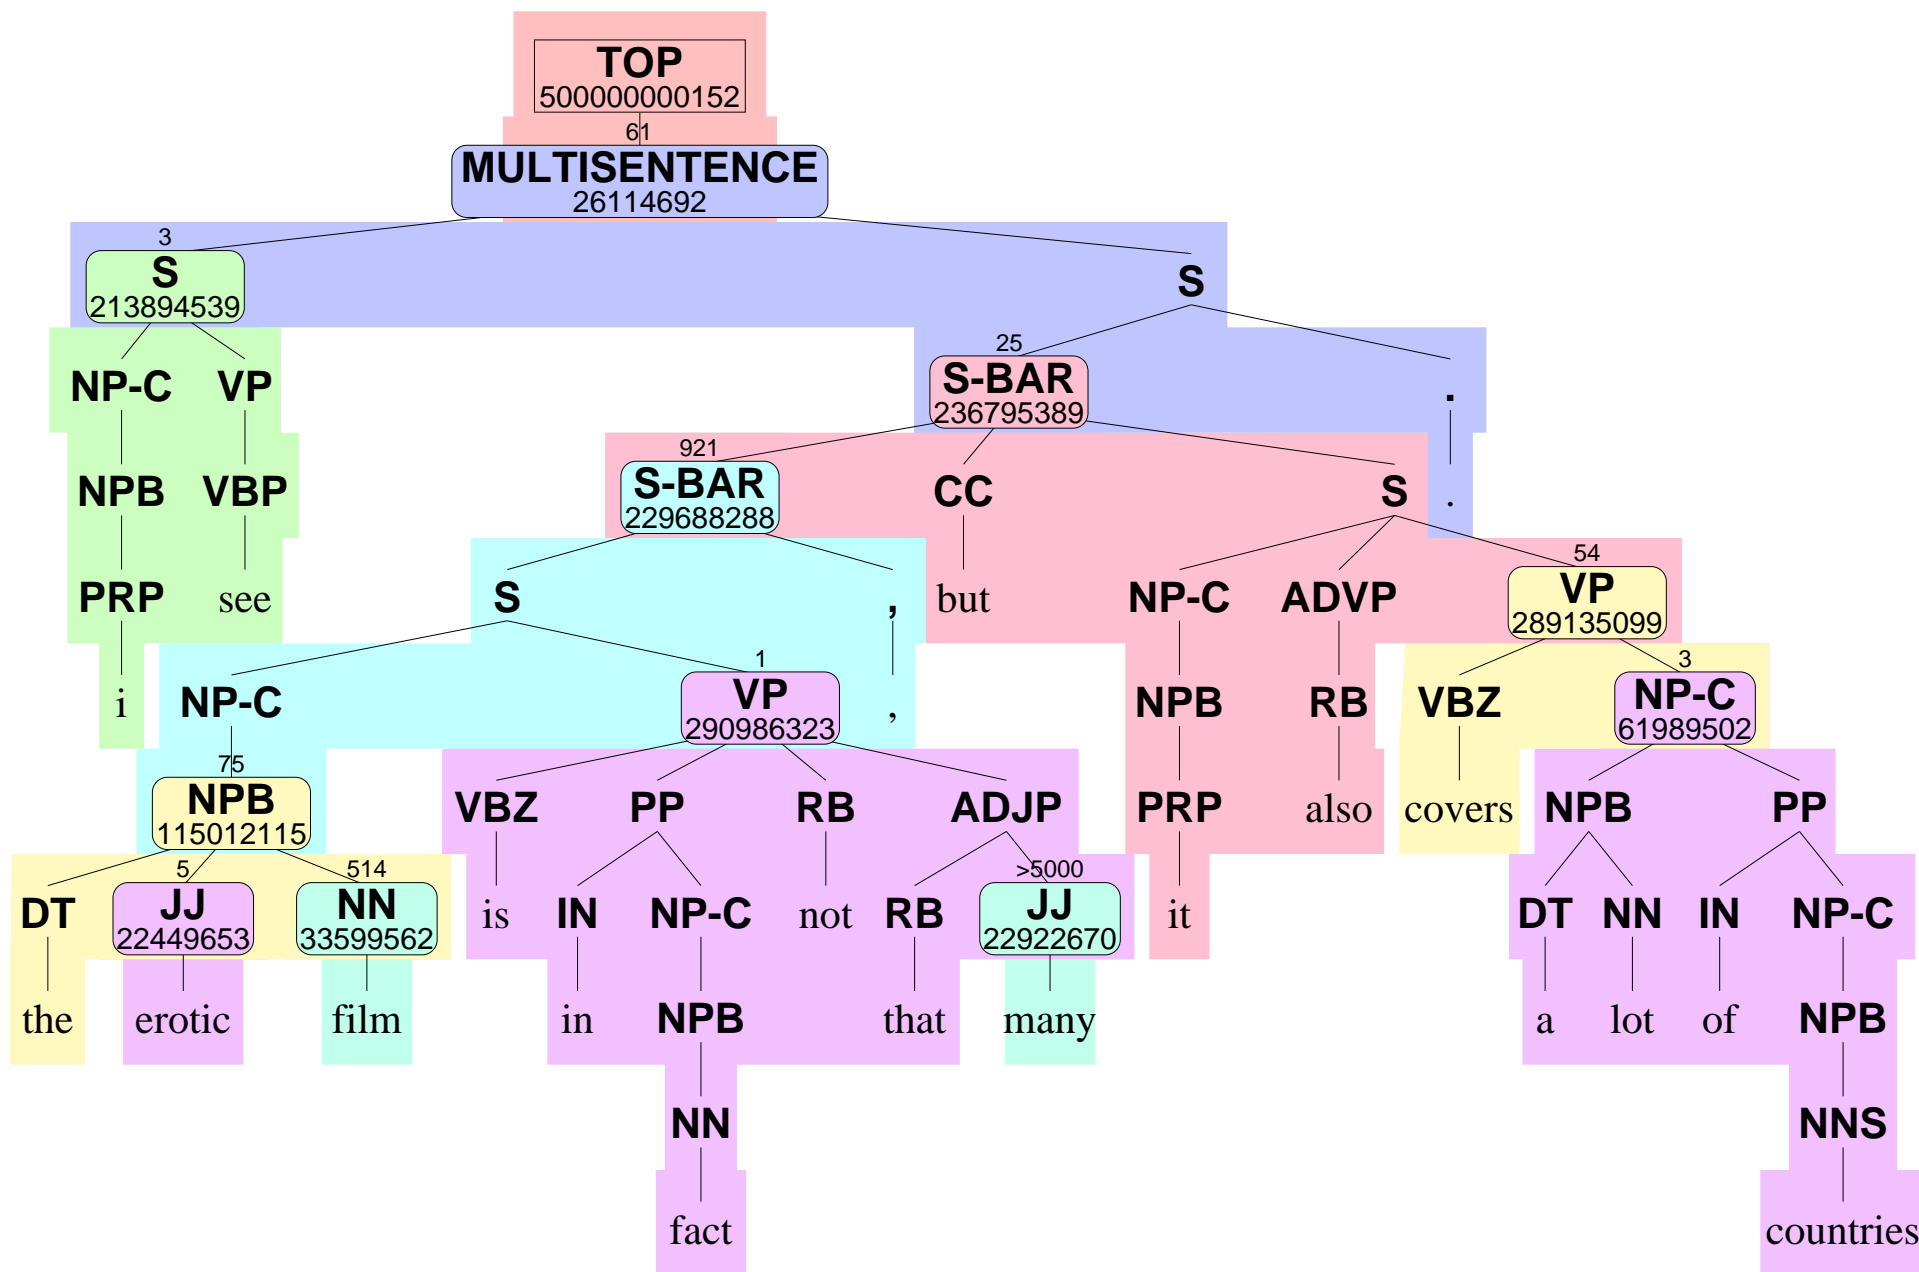 TOP
500000000152
61
MULTISENTENCE
26114692
3
S
213894539
S
25
NP-C VP S-BAR .
236795389
921
NPB VBP S-BAR CC S .
229688288
54
PRP see S , but NP-C ADVP VP
289135099
1 3
i NP-C VP , NPB RB VBZ NP-C
290986323 61989502
75
NPB VBZ PP RB ADJP PRP also covers NPB PP
115012115
5 514 >5000
DT JJ NN is IN NP-C not RB JJ it DT NN IN NP-C
22449653 33599562 22922670
the erotic film in NPB that many a lot of NPB
NN NNS
fact countries